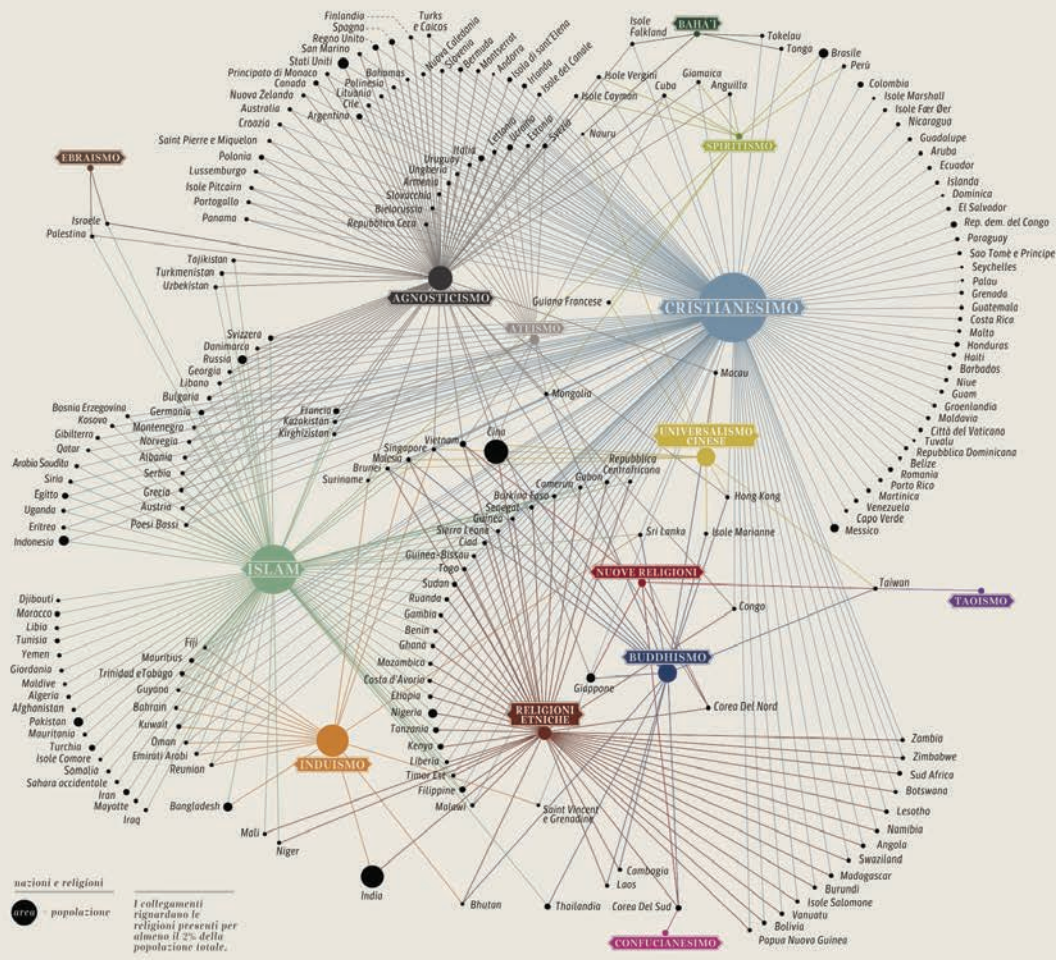 Finlandia
Spagna
Regno Unito
San Marino
Stati Uniti
Principato di Monaco
Canada
Nuova Zelanda
Australia
Croazia
Saint Pierre e Miquelon
Polonia
Lussemburgo
Isole Pitcairn
Portogallo
Panama
Turks
e Caicos
Nuova Caledonia
Slovenia
Bermuda
Montserrat
Andorra
Isola di sant'Elena
Irlanda
Isole del Canale
Bahamas
Polinesia
Lituania
Cile
Argentina
Italia
Lettonia
Ucraina
Estonia
Svezia
Uruguay
Ungheria
Armenia
Slovacchia
Bielorussia
Repubblica Ceca
Isole
Falkland
BAHA'I
Tokelau
Tonga
Isole Vergini
Isole Cayman
Cuba
Giamaica
Anguilla
Nauru
SPIRITISMO
Brasile
Perù
Colombia
Isole Marshall
Isole Fær Øer
Nicaragua
Guadalupe
Aruba
Ecuador
Islanda
Dominica
El Salvador
Rep. dem. del Congo
Paraguay
Sao Tomè e Principe
Seychelles
Palau
Grenada
Guatemala
Costa Rica
Malta
Honduras
Haiti
Barbados
Niue
Guam
Groenlandia
Moldavia
Città del Vaticano
Tuvalu
Repubblica Dominicana
Belize
Romania
Porto Rico
Martinica
Venezuela
Capo Verde
Messico
EBRAISMO
Israele
Palestina
Tajikistan
Turkmenistan
Uzbekistan
AGNOSTICISMO
ATEISMO
Guiana Francese
CRISTIANESIMO
Macau
Mongolia
Svizzera
Danimarca
Russia
Georgia
Libano
Bulgaria
Germania
Montenegro
Norvegia
Albania
Serbia
Grecia
Austria
Paesi Bassi
Francia
Kazakistan
Kirghizistan
Bosnia Erzegovina
Kosovo
Gibilterra
Qatar
Arabia Saudita
Siria
Egitto
Uganda
Eritrea
Indonesia
Cina
Vietnam
Singapore
Malesia
Brunei
Suriname
UNIVERSALISMO
CINESE
Repubblica
Centrafricana
Gabon
Camerun
Burkina Faso
Senegal
Guinea
Sierra Leone
Ciad
Guinea-Bissau
Togo
Sudan
Ruanda
Gambia
Benin
Ghana
Mozambico
Costa d'Avorio
Etiopia
Nigeria
Tanzania
Kenya
Liberia
Timor Est
Filippine
Malawi
Hong Kong
Sri Lanka
Isole Marianne
ISLAM
NUOVE RELIGIONI
Taiwan
TAOISMO
Congo
BUDDHISMO
Giappone
Corea Del Nord
RELIGIONI
ETNICHE
Djibouti
Marocco
Libia
Tunisia
Yemen
Giordania
Maldive
Algeria
Afghanistan
Pakistan
Mauritania
Turchia
Isole Comore
Somalia
Sahara occidentale
Iran
Mayotte
Iraq
Fiji
Mauritius
Trinidad eTobago
Guyana
Bahrain
Kuwait
Oman
Emirati Arabi
Reunian
INDUISMO
Bangladesh
Mali
Niger
India
Bhutan
Saint Vincent
e Grenadine
Thailandia
Cambogia
Laos
Corea Del Sud
CONFUCIANESIMO
Zambia
Zimbabwe
Sud Africa
Botswana
Lesotho
Namibia
Angola
Swaziland
Madagascar
Burundi
Isole Salomone
Vanuatu
Bolivia
Papua Nuova Guinea
nazioni e religioni
area = popolazione
I collegamenti
rignardano le
religioni presenti per
almeno il 2% della
popolazione totale.